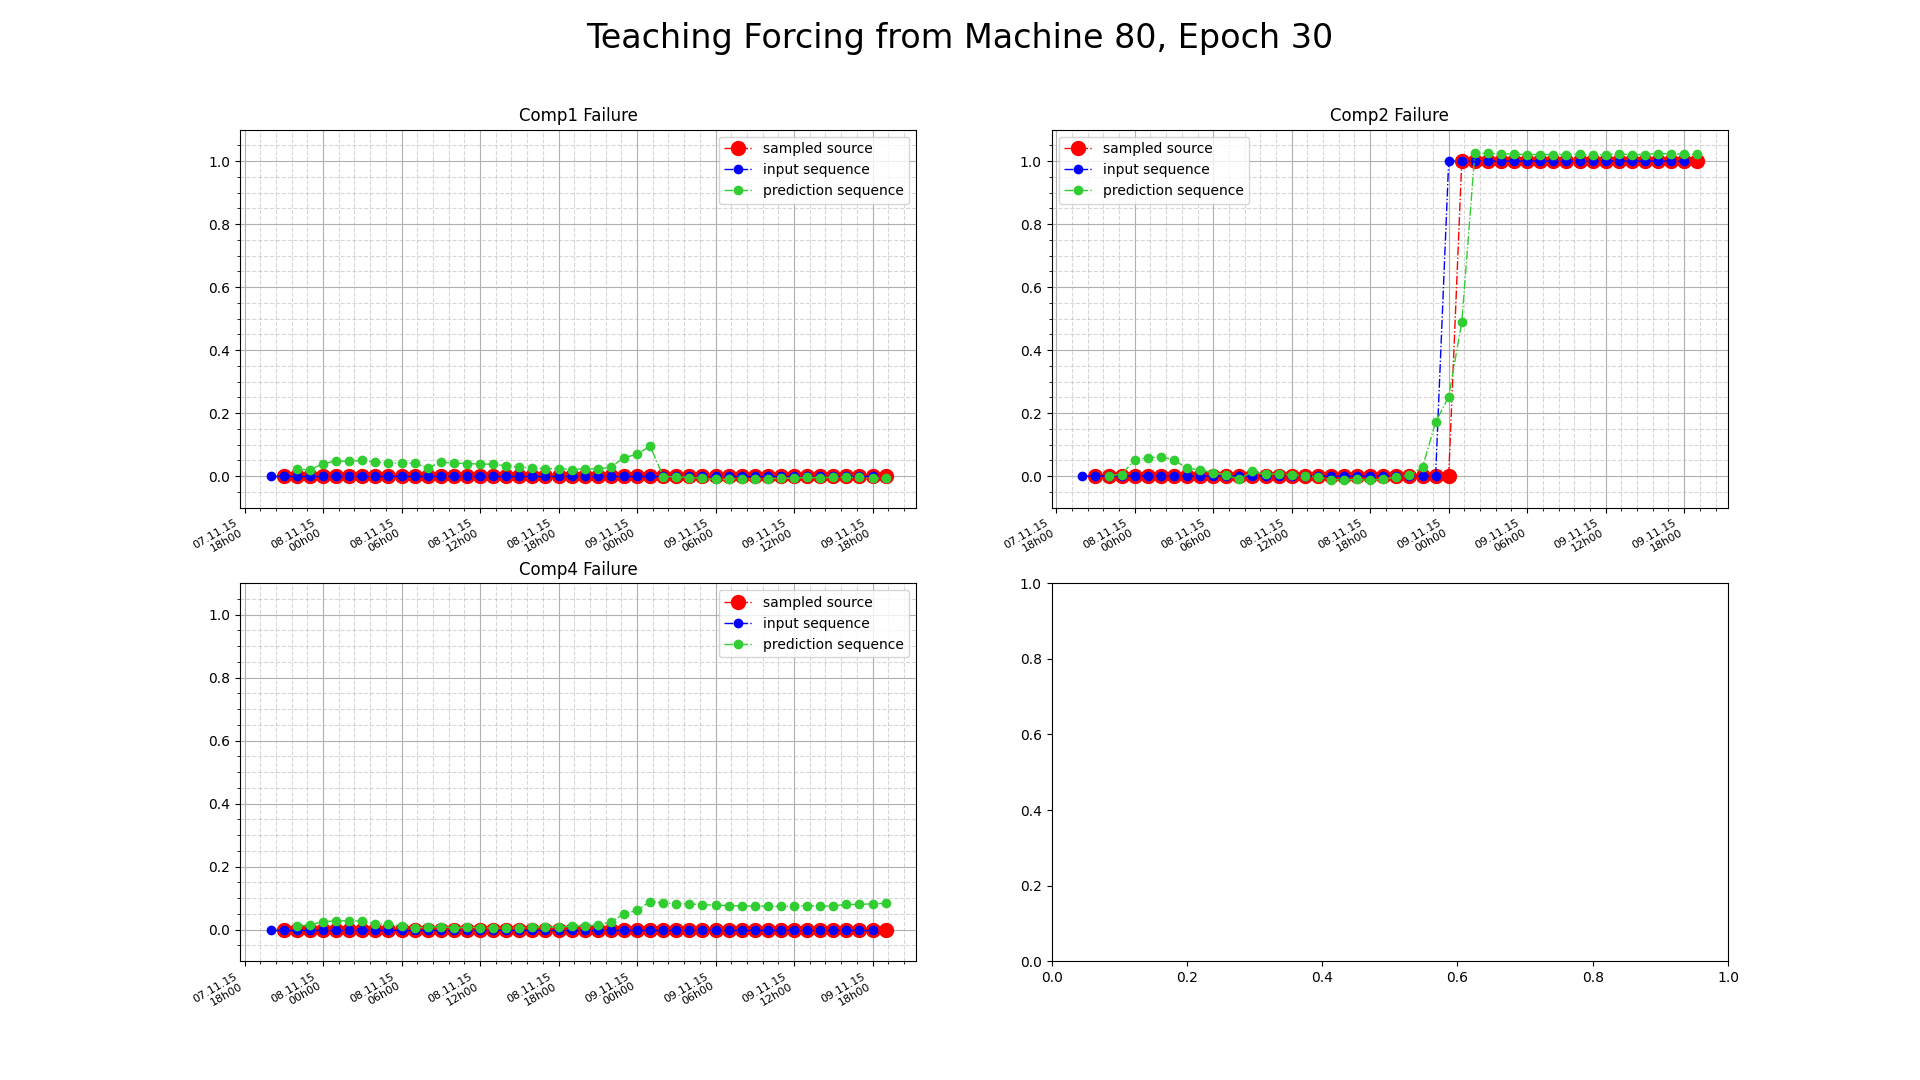 Teaching Forcing from Machine 80, Epoch 30
Comp1 Failure
1.0
0.8
0.6
0.4
0.2
0.0
sampled source
input sequence
prediction sequence
07.11.15
18h00
08.11.15
00h00
08.11.15
06h00
08.11.15
12h00
08.11.15
18h00
09.11.15
00h00
09.11.15
06h00
09.11.15
12h00
09.11.15
18h00
Comp2 Failure
1.0
0.8
0.6
0.4
0.2
0.0
sampled source
input sequence
prediction sequence
07.11.15
18h00
08.11.15
00h00
08.11.15
06h00
08.11.15
12h00
08.11.15
18h00
09.11.15
00h00
09.11.15
06h00
09.11.15
12h00
09.11.15
18h00
Comp4 Failure
1.0
0.8
0.6
0.4
0.2
0.0
sampled source
input sequence
prediction sequence
07.11.15
18h00
08.11.15
00h00
08.11.15
06h00
08.11.15
12h00
08.11.15
18h00
09.11.15
00h00
09.11.15
06h00
09.11.15
12h00
09.11.15
18h00
1.0
0.8
0.6
0.4
0.2
0.0
0.0 0.2 0.4 0.6 0.8 1.0